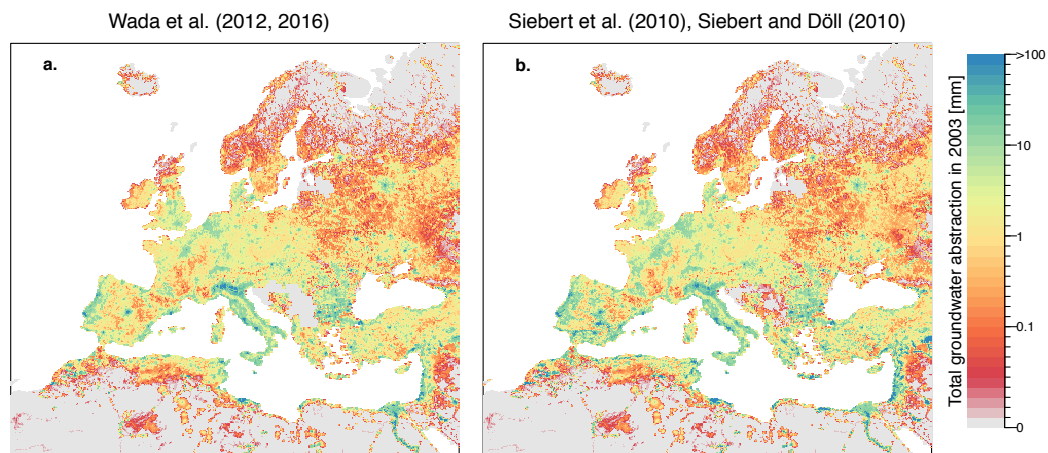 Wada et al. (2012, 2016)
Siebert et al. (2010), Siebert and Döll (2010)
a.
b.
>100
10
1
0.1
0
Total groundwater abstraction in 2003 [mm]